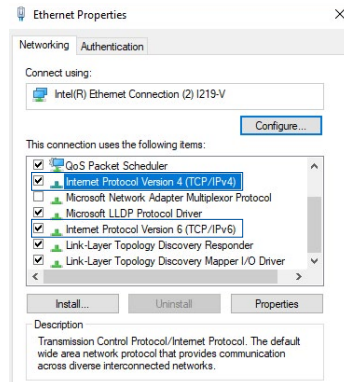 Ethernet Properties
Networking Authentication
Connect using:
Intel(R) Ethernet Connection (2) I219-V
Configure...
This connection uses the following items:
QoS Packet Scheduler
Internet Protocol Version 4 (TCP/IPv4)
Microsoft Network Adapter Multiplexor Protocol
Microsoft LLDP Protocol Driver
Internet Protocol Version 6 (TCP/IPv6)
Link-Layer Topology Discovery Responder
Link-Layer Topology Discovery Mapper I/O Driver
Install... Uninstall Properties
Description
Transmission Control Protocol/Internet Protocol. The default
wide area network protocol that provides communication
across diverse interconnected networks.